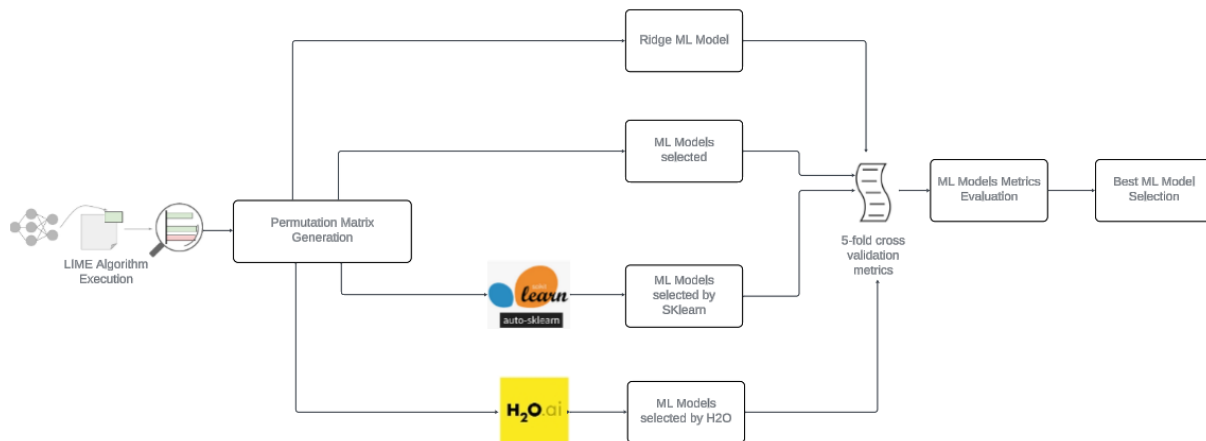 Ridge ML Model
ML Models
selected
Permutation Matrix
Generation
LIME Algorithm
Execution
ML Models Metrics
Evaluation
Best ML Model
Selection
5-fold cross
validation
metrics
learn
auto-sklearn
ML Models
selected by
SKlearn
H2O.ai
ML Models
selected by H2O